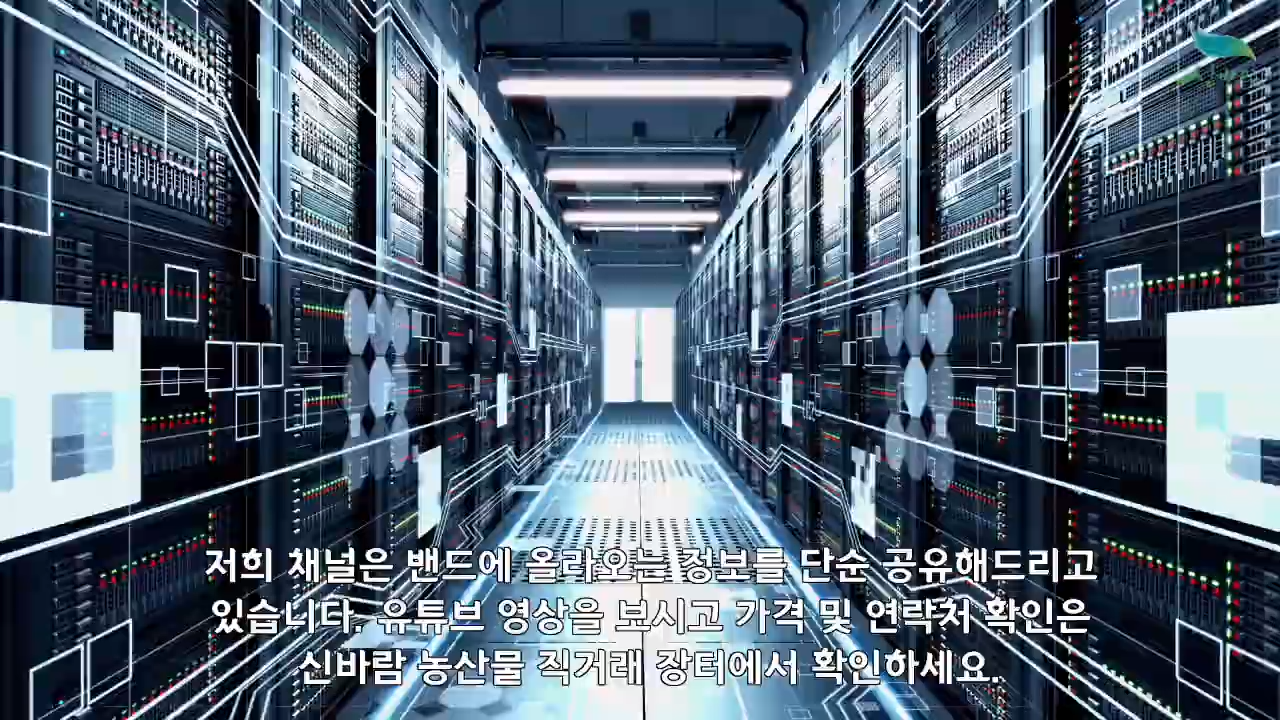 저희 채널은 밴드에 올라오는 정보를 단순 공유해드리고
있습니다. 유튜브 영상을 보시고 가격 및 연락처 확인은
신바람 농산물 직거래 장터에서 확인하세요.